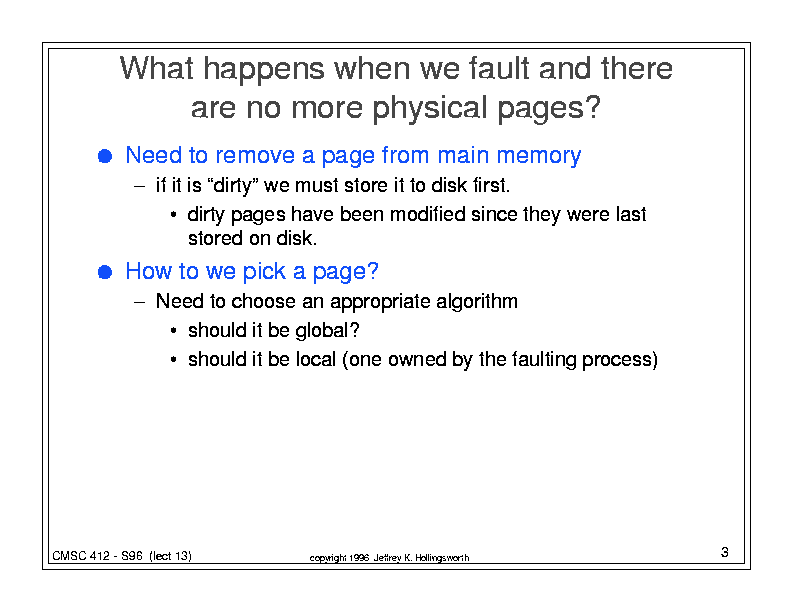 What happens when we fault and there
are no more physical pages?
● Need to remove a page from main memory
– if it is “dirty” we must store it to disk first.
• dirty pages have been modified since they were last
stored on disk.
● How to we pick a page?
– Need to choose an appropriate algorithm
• should it be global?
• should it be local (one owned by the faulting process)
CMSC 412 - S96 (lect 13)
copyright 1996 Jeffrey K. Hollingsworth
3